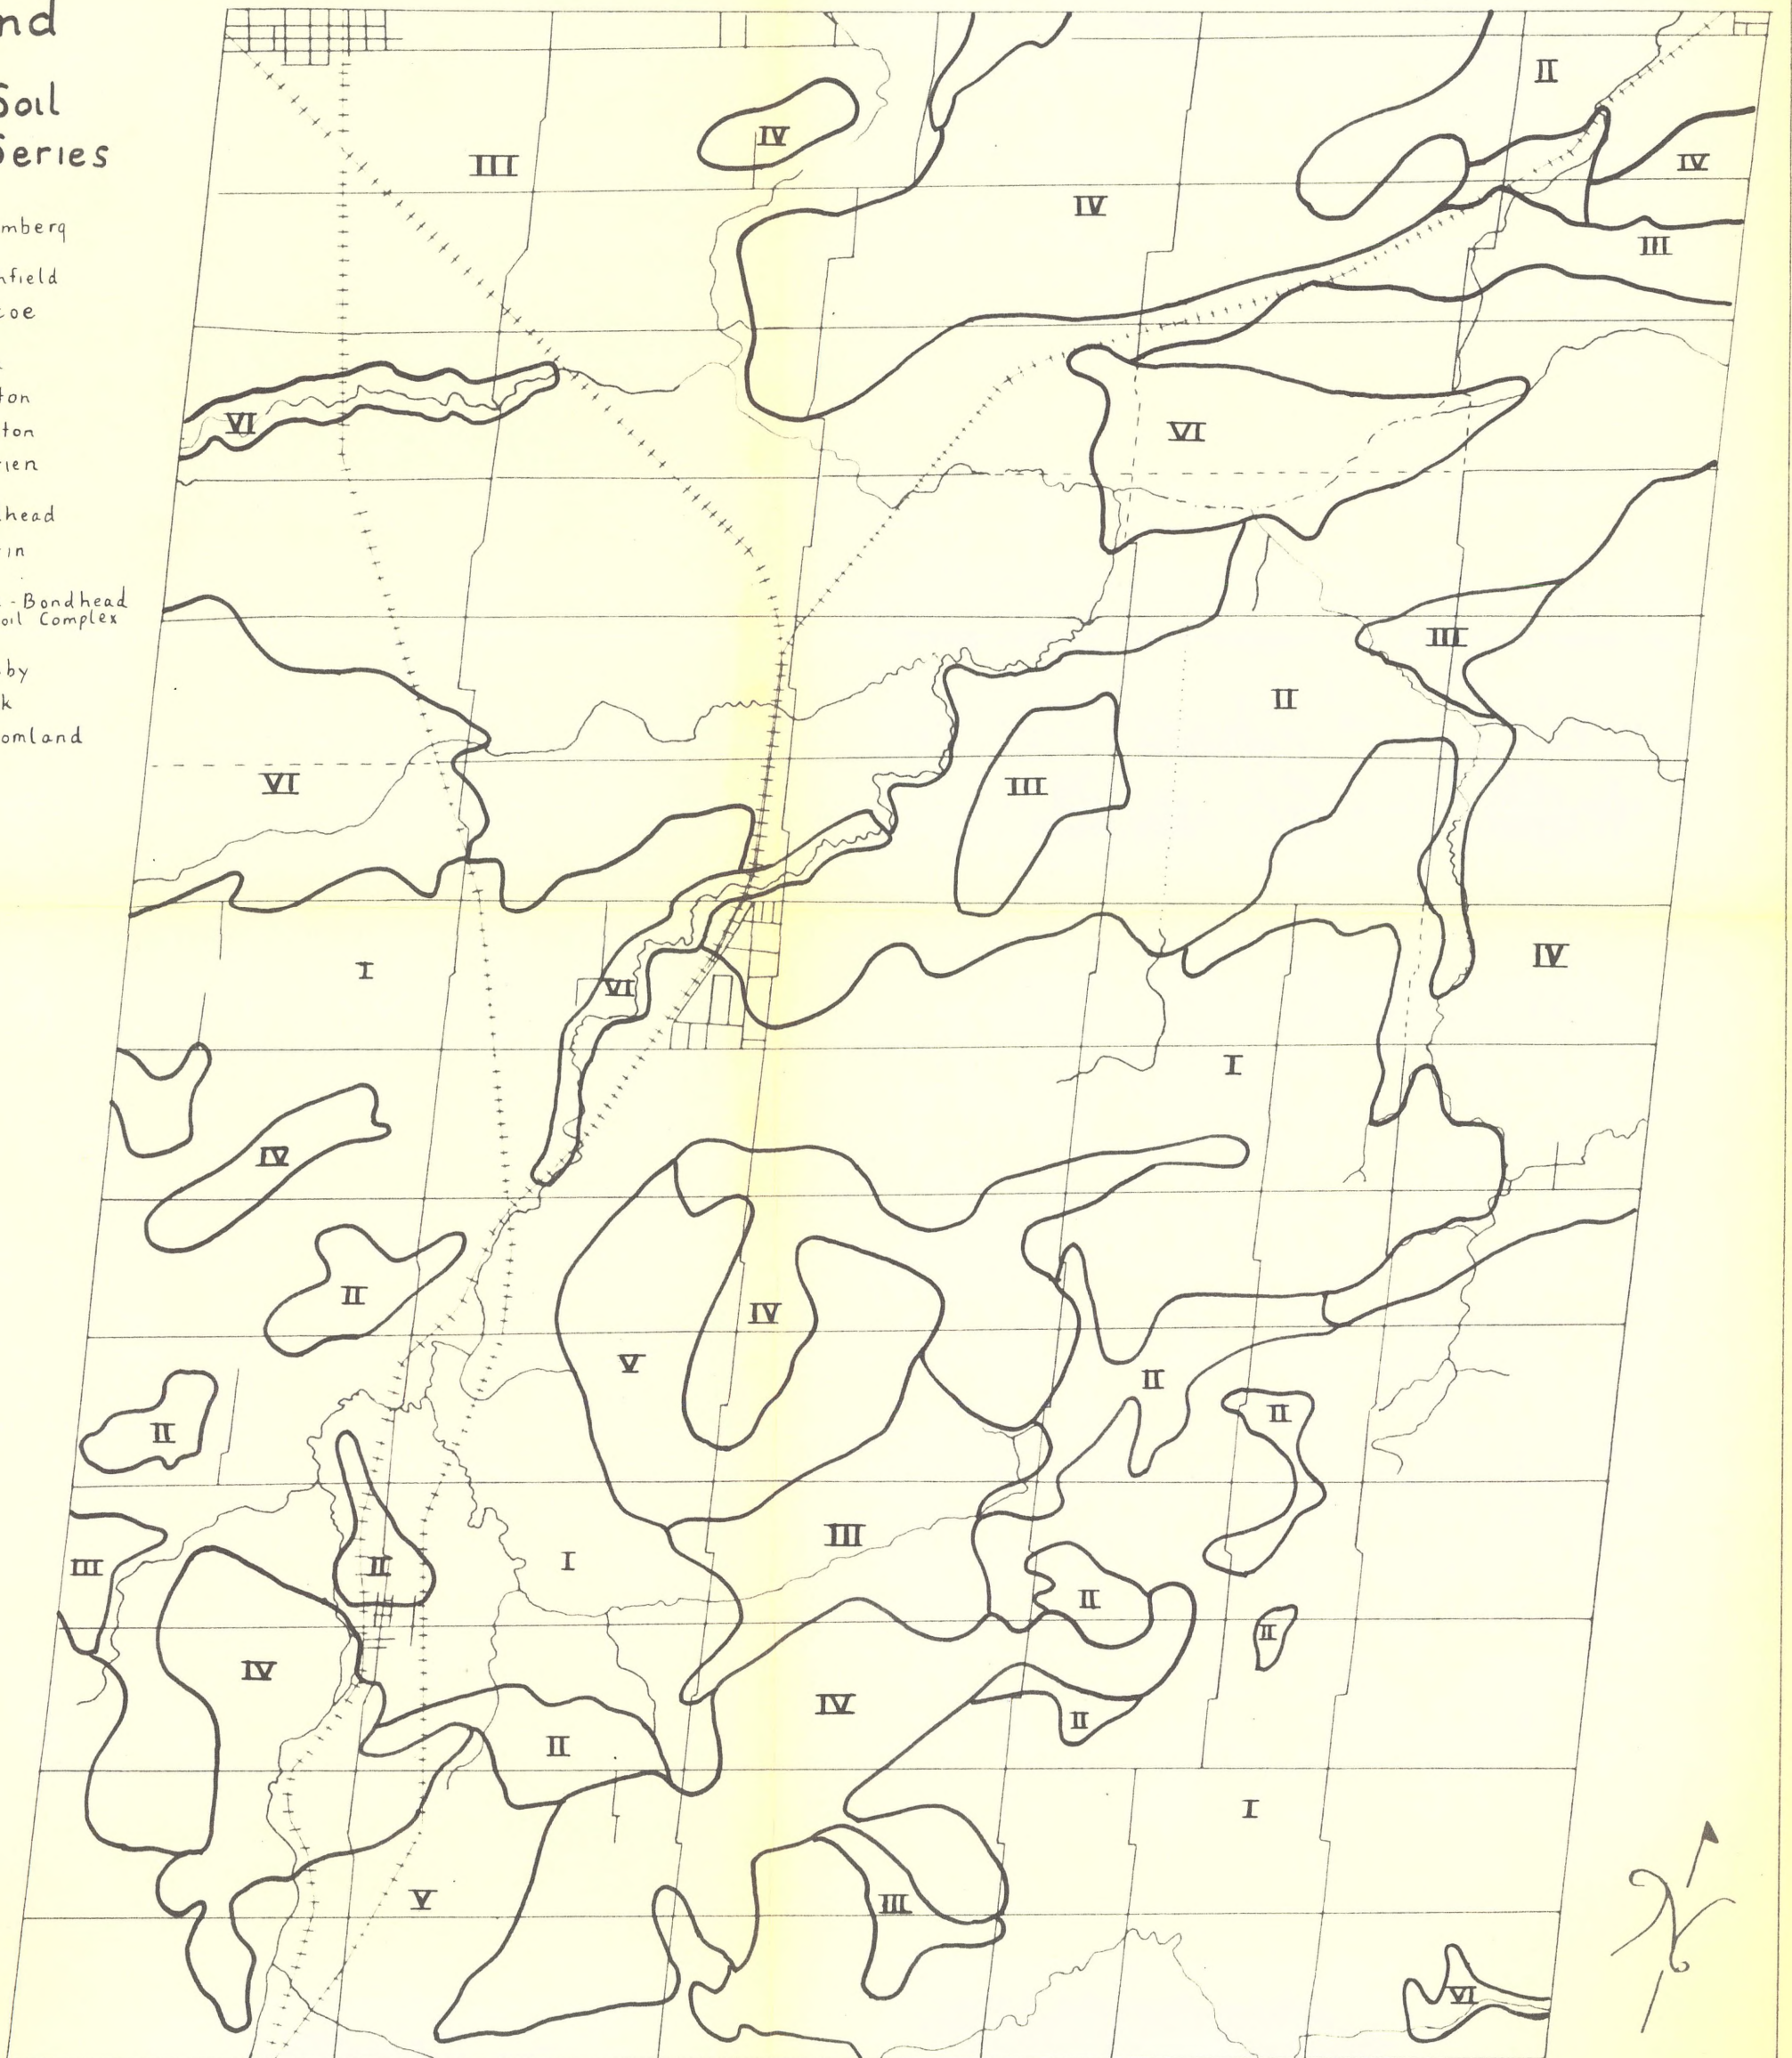 nd
Soil
Series
mberg
nfield
coe
ton
ton
rien
head
in
- Bondhead
oil Complex
by
k
omland
II
IV
III
IV
IV
III
VI
VI
III
II
VI
III
IV
I
VI
I
IV
II
IV
V
II
II
II
III
I
III
II
II
II
IV
IV
II
II
I
V
III
VI
N